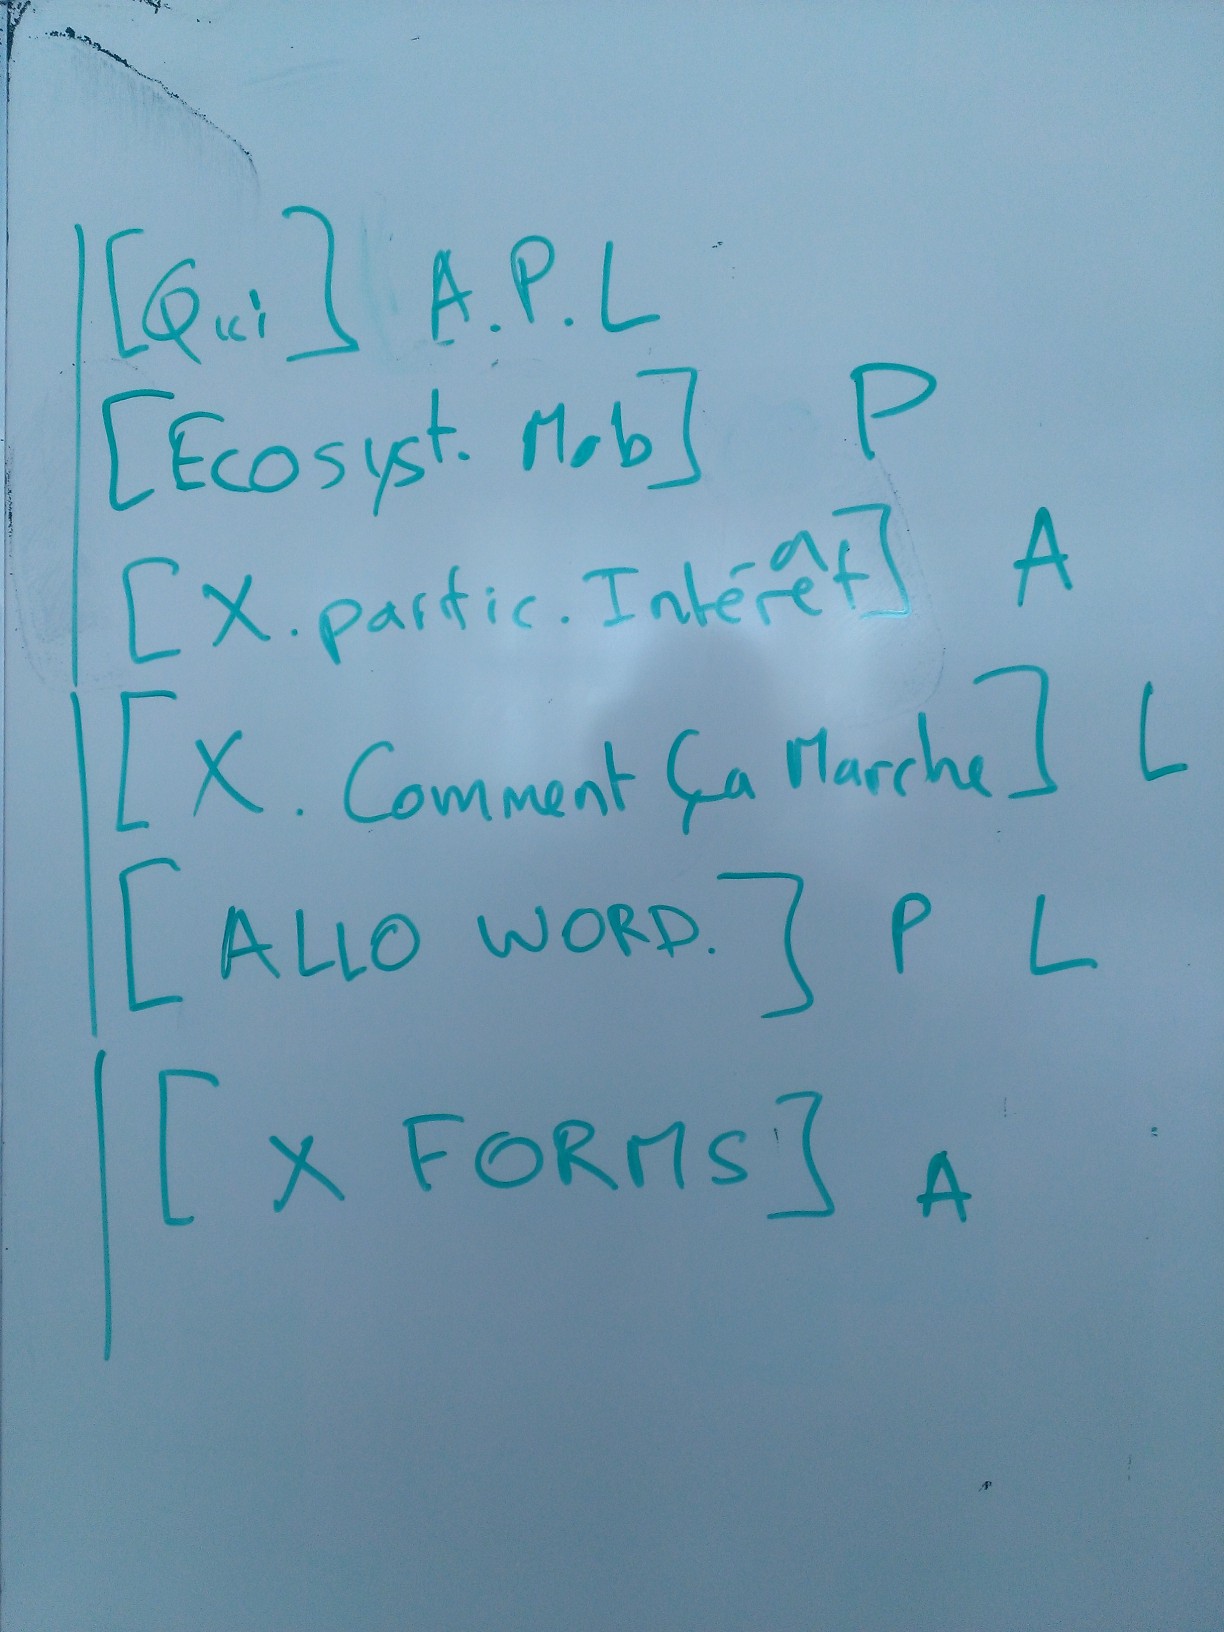 [Qui] A.P.L
[Ecosyst. Mob] P
[X. partic. Intérêt] A
[X. Comment Ça Marche] L
[ALLO WORD.] P L
[X FORMS] A